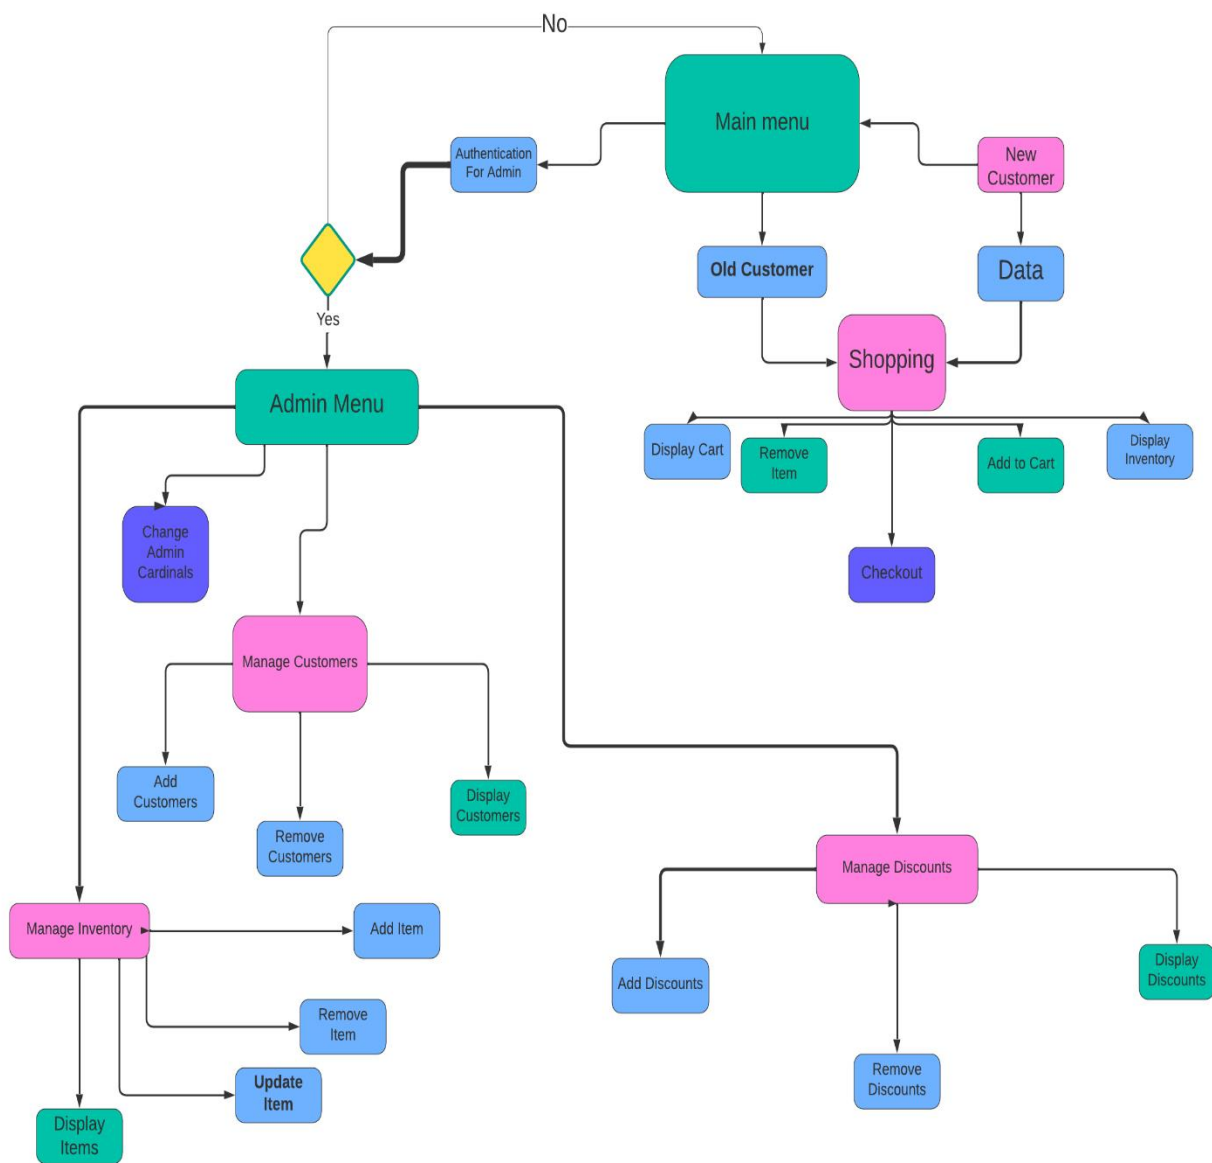 No
Main menu
Authentication
For Admin
New
Customer
Old Customer
Data
Yes
Shopping
Admin Menu
Display Cart
Remove
Item
Add to Cart
Display
Inventory
Change
Admin
Cardinals
Checkout
Manage Customers
Add
Customers
Remove
Customers
Display
Customers
Manage Discounts
Manage Inventory
Add Item
Add Discounts
Display
Discounts
Remove
Item
Remove
Discounts
Update
Item
Display
Items